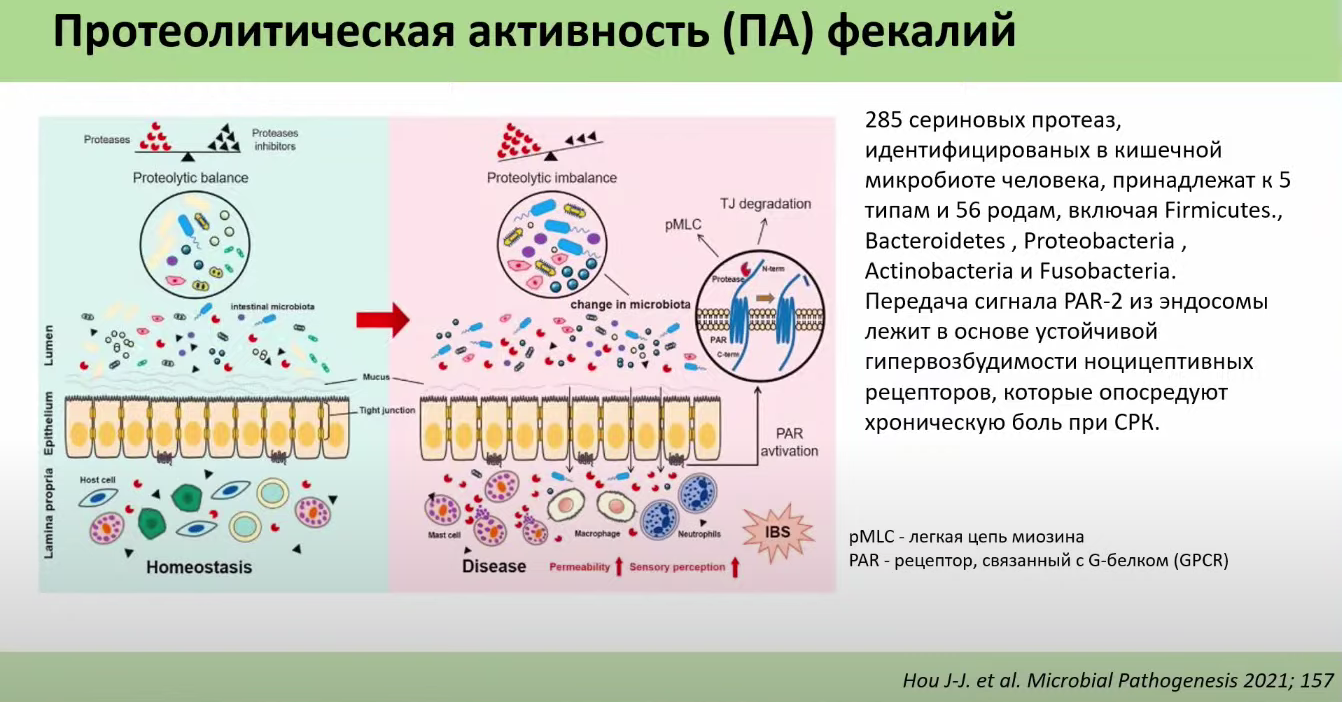 Протеолитическая активность (ПА) фекалий
Proteases
Proteases
inhibitors
Proteolytic balance
intestinal microbiota
Proteolytic imbalance
change in microbiota
pMLC
TJ degradation
Protease
N-term
PAR
C-term
Mucus
Tight junction
PAR
avtivation
Lumen
Epithelium
Lamina propria
Host cell
Homeostasis
Mast cell
Macrophage
Neutrophils
IBS
Disease
Permeability
Sensory perception
285 сериновых протеаз,
идентифицированых в кишечной
микробиоте человека, принадлежат к 5
типам и 56 родам, включая Firmicutes.,
Bacteroidetes , Proteobacteria ,
Actinobacteria и Fusobacteria.
Передача сигнала PAR-2 из эндосомы
лежит в основе устойчивой
гипервозбудимости ноцицептивных
рецепторов, которые опосредуют
хроническую боль при СРК.
pMLC - легкая цепь миозина
PAR - рецептор, связанный с G-белком (GPCR)
Hou J-J. et al. Microbial Pathogenesis 2021; 157